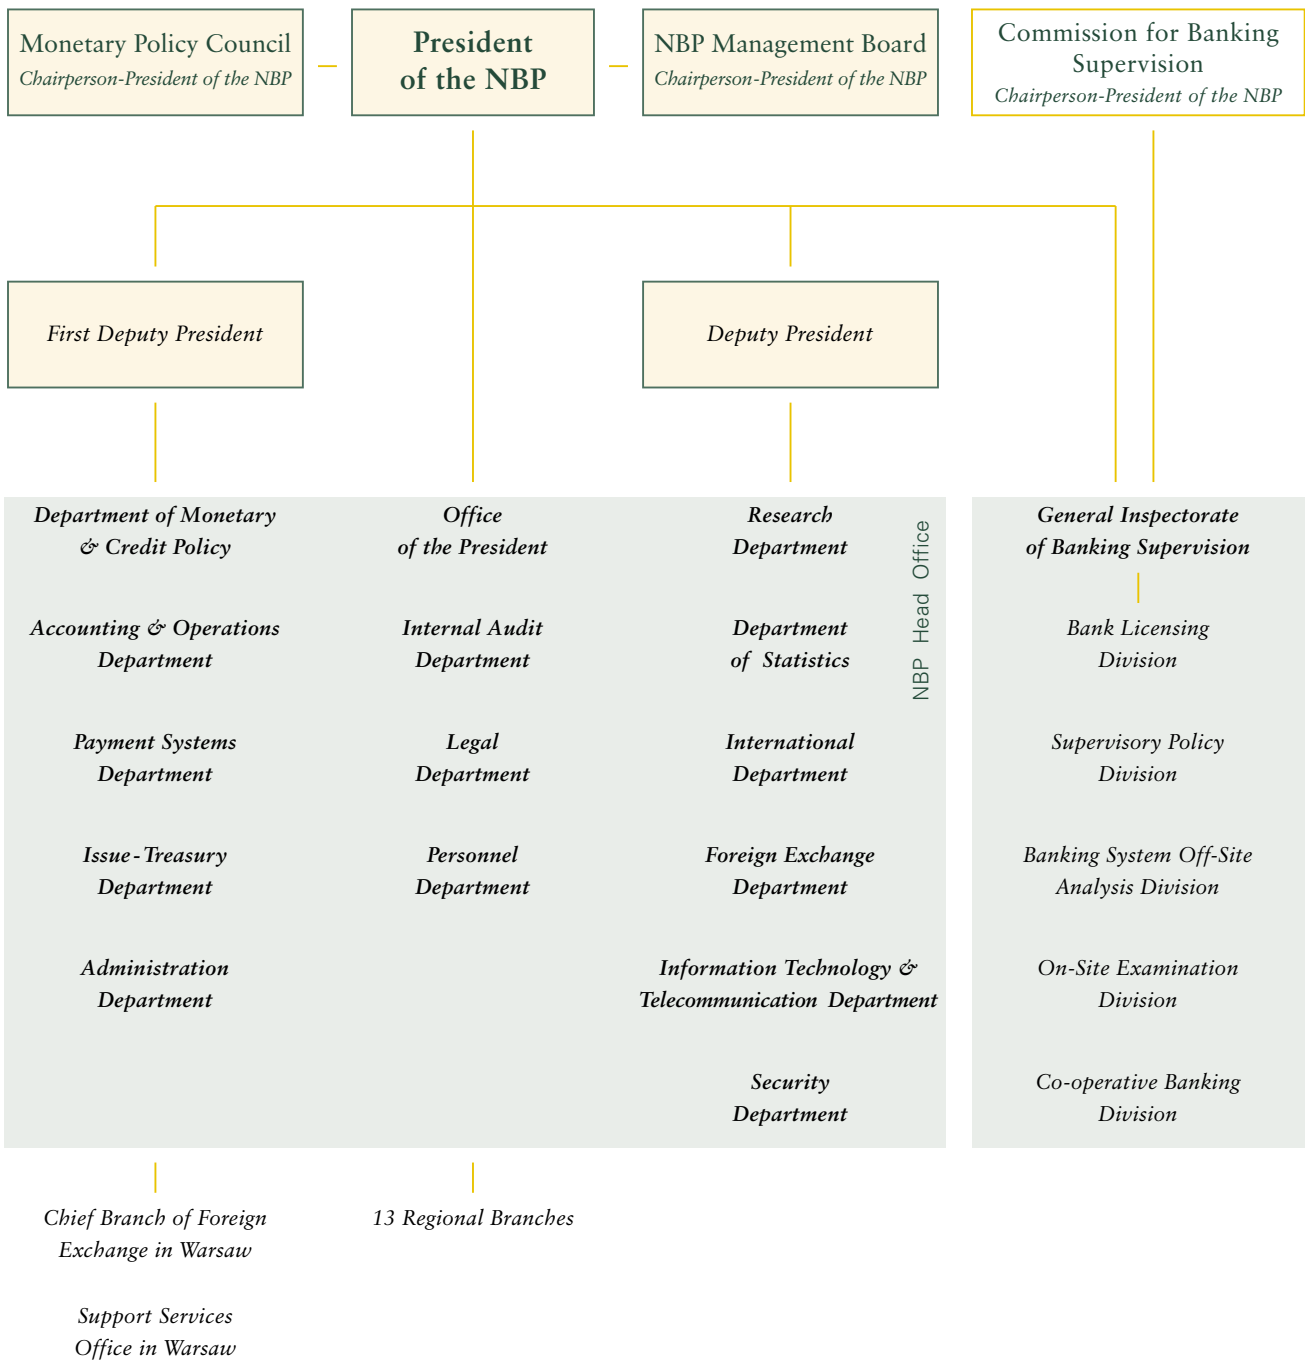 Monetary Policy Council
Chairperson-President of the NBP
President
of the NBP
NBP Management Board
Chairperson-President of the NBP
Commission for Banking
Supervision
Chairperson-President of the NBP
First Deputy President
Deputy President
Department of Monetary
& Credit Policy
Accounting & Operations
Department
Payment Systems
Department
Issue-Treasury
Department
Administration
Department
Office
of the President
Internal Audit
Department
Legal
Department
Personnel
Department
Research
Department
Department
of Statistics
International
Department
Foreign Exchange
Department
Information Technology &
Telecommunication Department
Security
Department
NBP Head Office
General Inspectorate
of Banking Supervision
Bank Licensing
Division
Supervisory Policy
Division
Banking System Off-Site
Analysis Division
On-Site Examination
Division
Co-operative Banking
Division
Chief Branch of Foreign
Exchange in Warsaw
Support Services
Office in Warsaw
13 Regional Branches